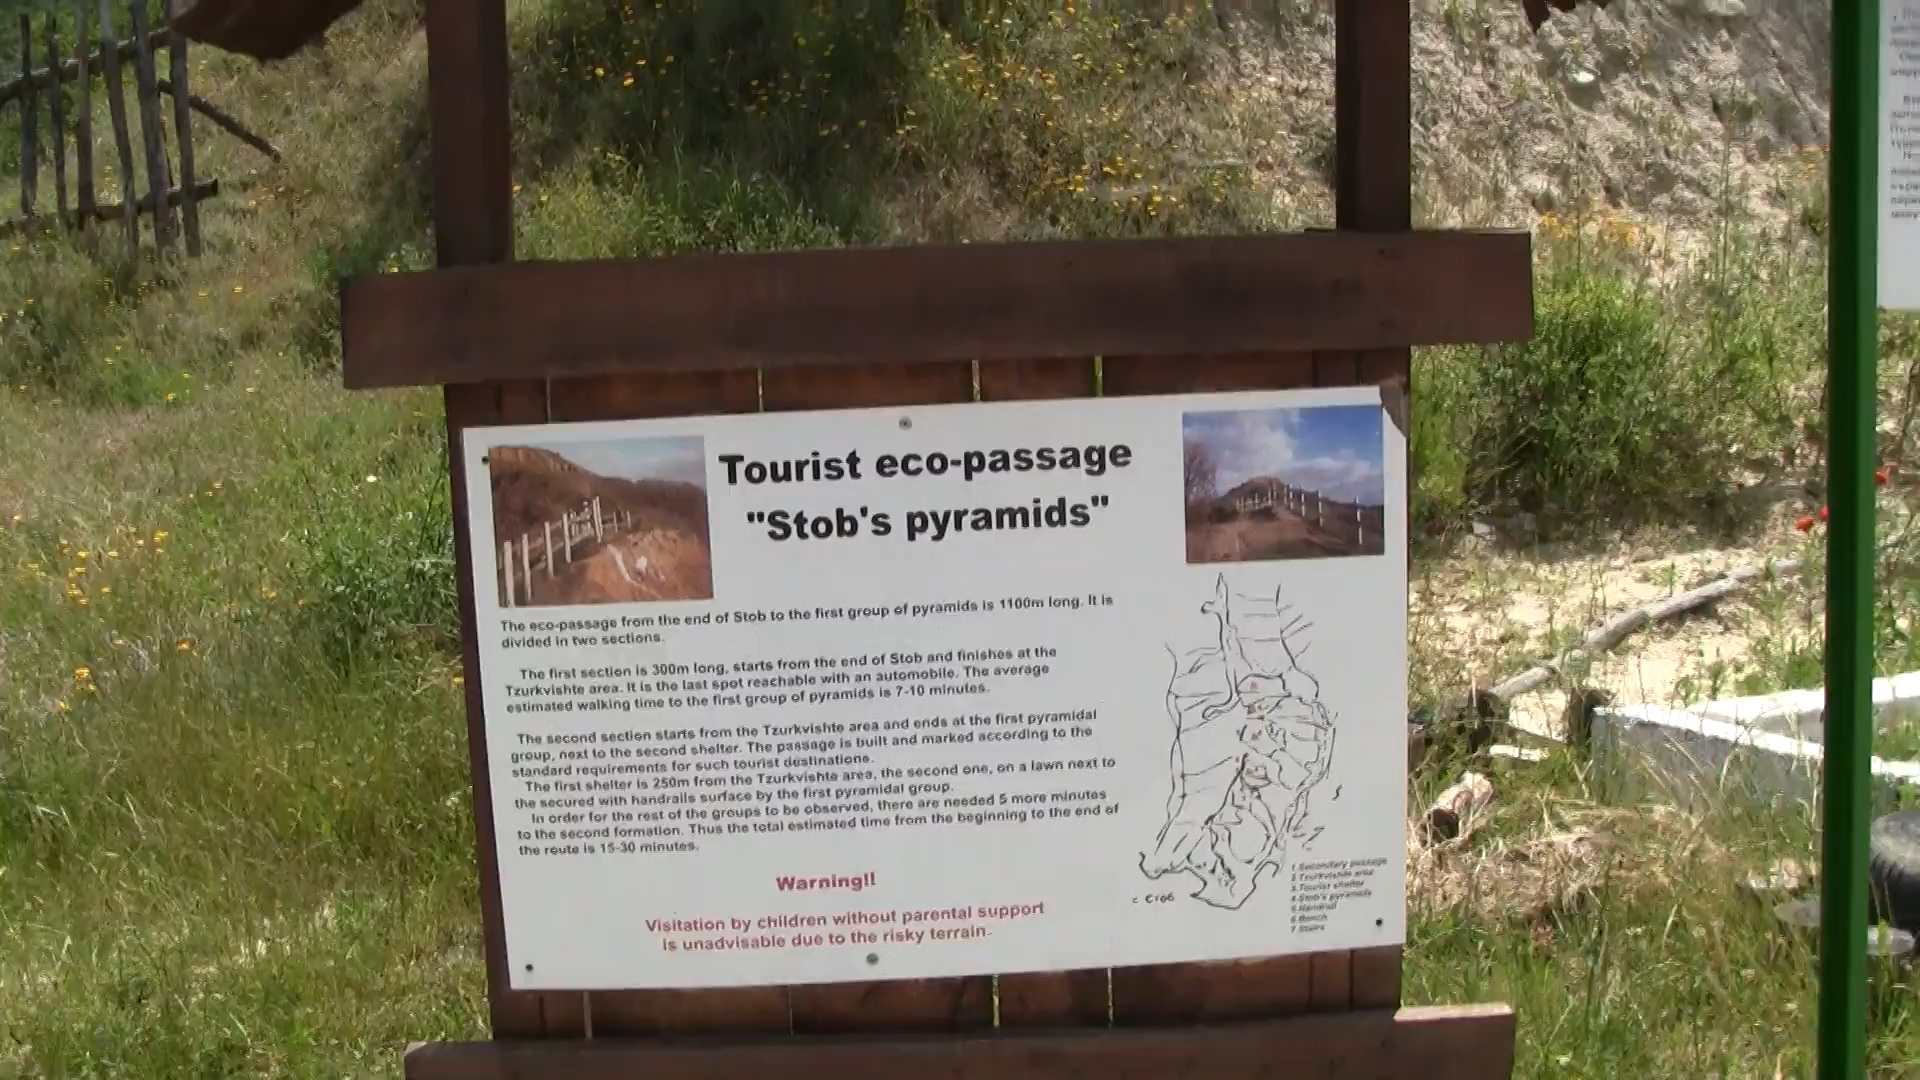 Tourist eco-passage
"Stob's pyramids"
The eco-passage from the end of Stob to the first group of pyramids is 1100m long. It is
divided in two sections.
The first section is 300m long, starts from the end of Stob and finishes at the
Tzurkvishte area. It is the last spot reachable with an automobile. The average
estimated walking time to the first group of pyramids is 7-10 minutes.
The second section starts from the Tzurkvishte area and ends at the first pyramidal
group, next to the second shelter. The passage is built and marked according to the
standard requirements for such tourist destinations.
The first shelter is 250m from the Tzurkvishte area, the second one, on a lawn next to
the secured with handrails surface by the first pyramidal group.
In order for the rest of the groups to be observed, there are needed 5 more minutes
to the second formation. Thus the total estimated time from the beginning to the end of
the route is 15-30 minutes.
Warning!!
Visitation by children without parental support
is unadvisable due to the risky terrain.
с Стоб
1 Secondary passage
2 Tzurkvishte area
3 Tourist shelter
4 Stob's pyramids
5 Handrail
6 Bench
7 Stairs